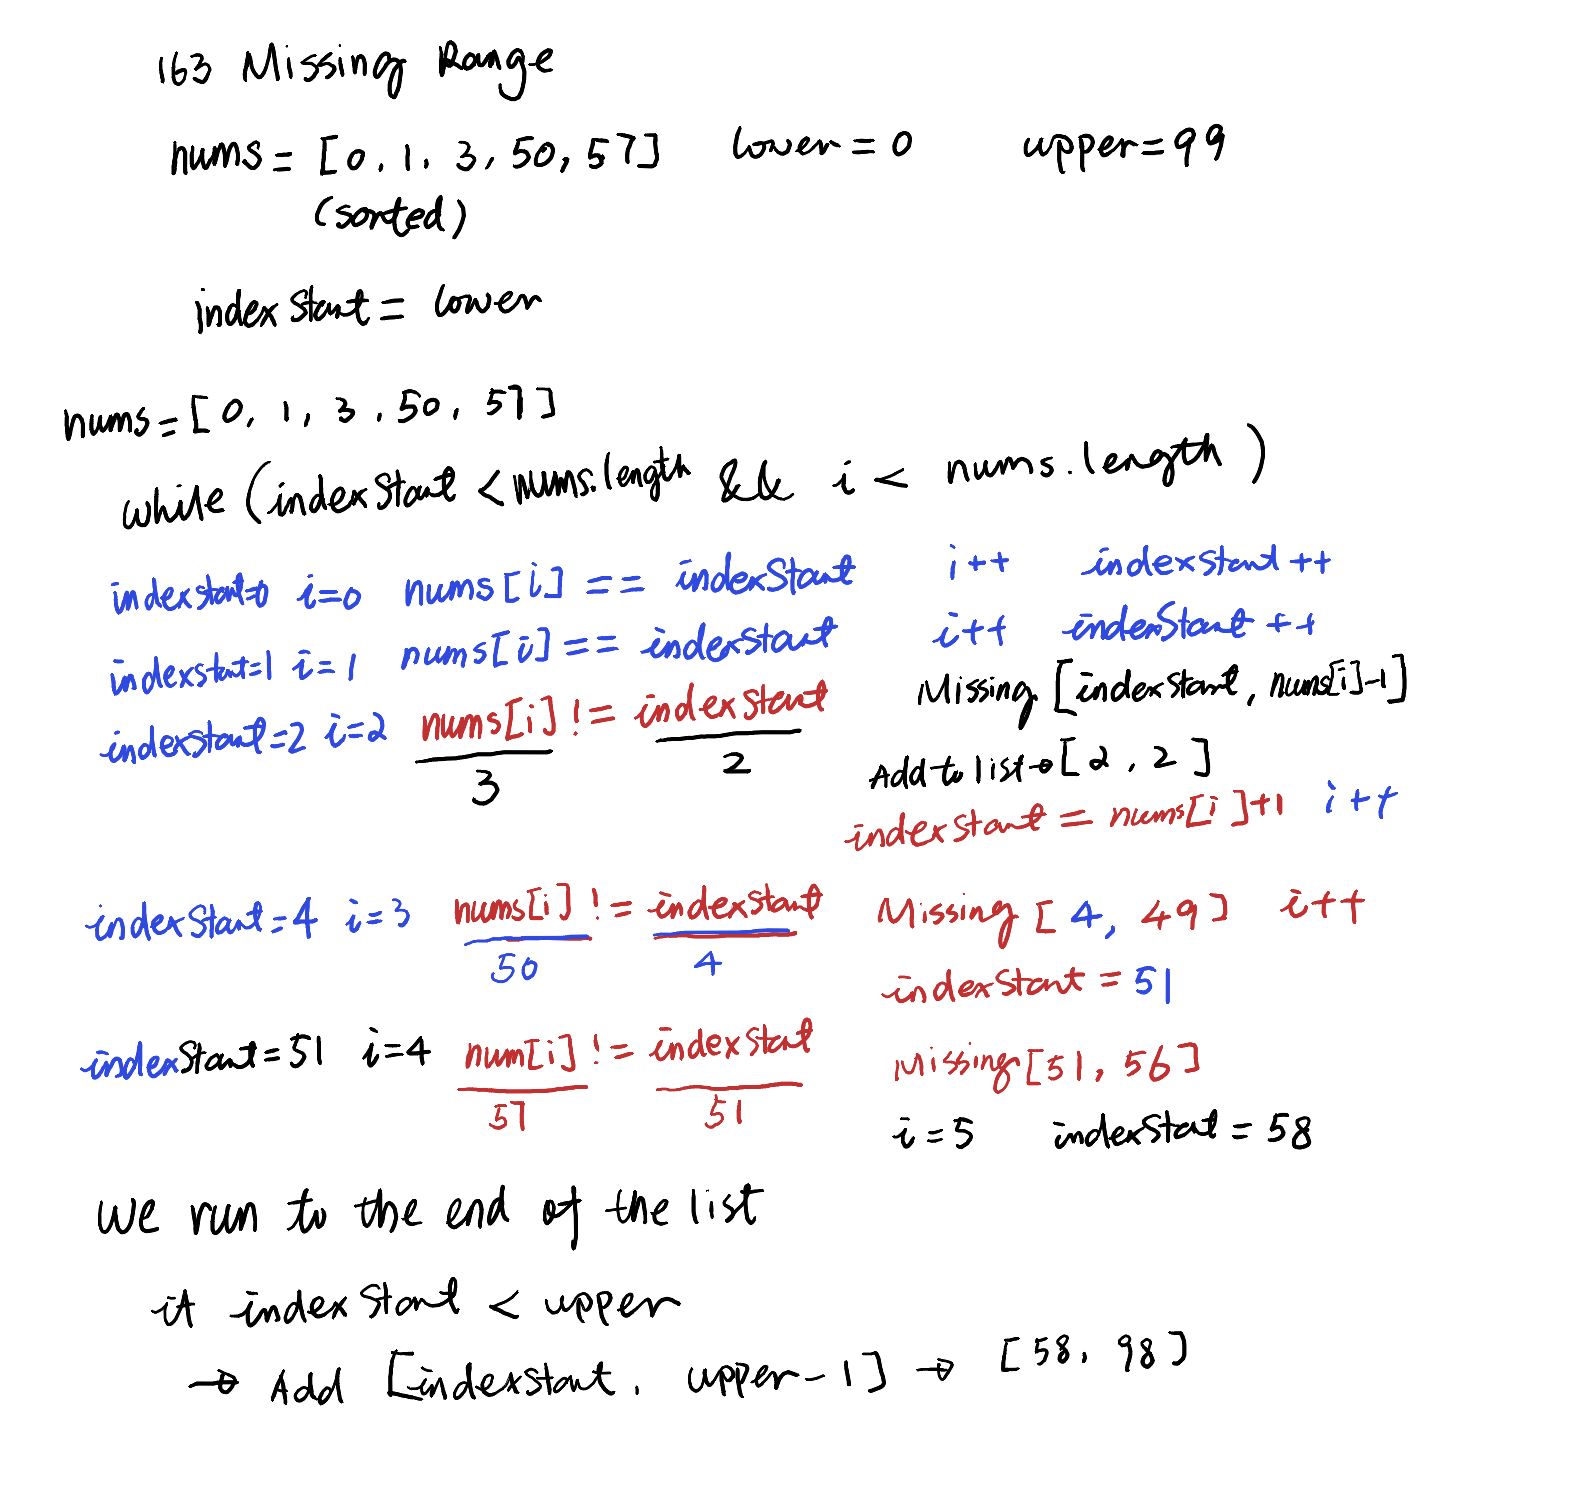 163 Missing Range
nums = [0, 1, 3, 50, 57] lower = 0 upper = 99
(sorted)
indexStart = lower
nums = [0, 1, 3, 50, 57]
while (indexStart < nums.length && i < nums.length)
indexstart=0 i=0 nums[i] == indexStart i++ indexstart++
indexstart=1 i=1 nums[i] == indexstart i++ indexStart++
indexstart=2 i=2 nums[i] != indexstart Missing [indexstart, nums[i]-1]
3 2
Add to list → [2, 2]
indexstart = nums[i]+1 i++
indexStart=4 i=3 nums[i] != indexstart Missing [4, 49] i++
50 4
indexStart = 51
indexStart=51 i=4 num[i] != indexstart Missing [51, 56]
57 51
i=5 indexStart = 58
we run to the end of the list
if indexStart < upper
→ Add [indexstart, upper-1] → [58, 98]